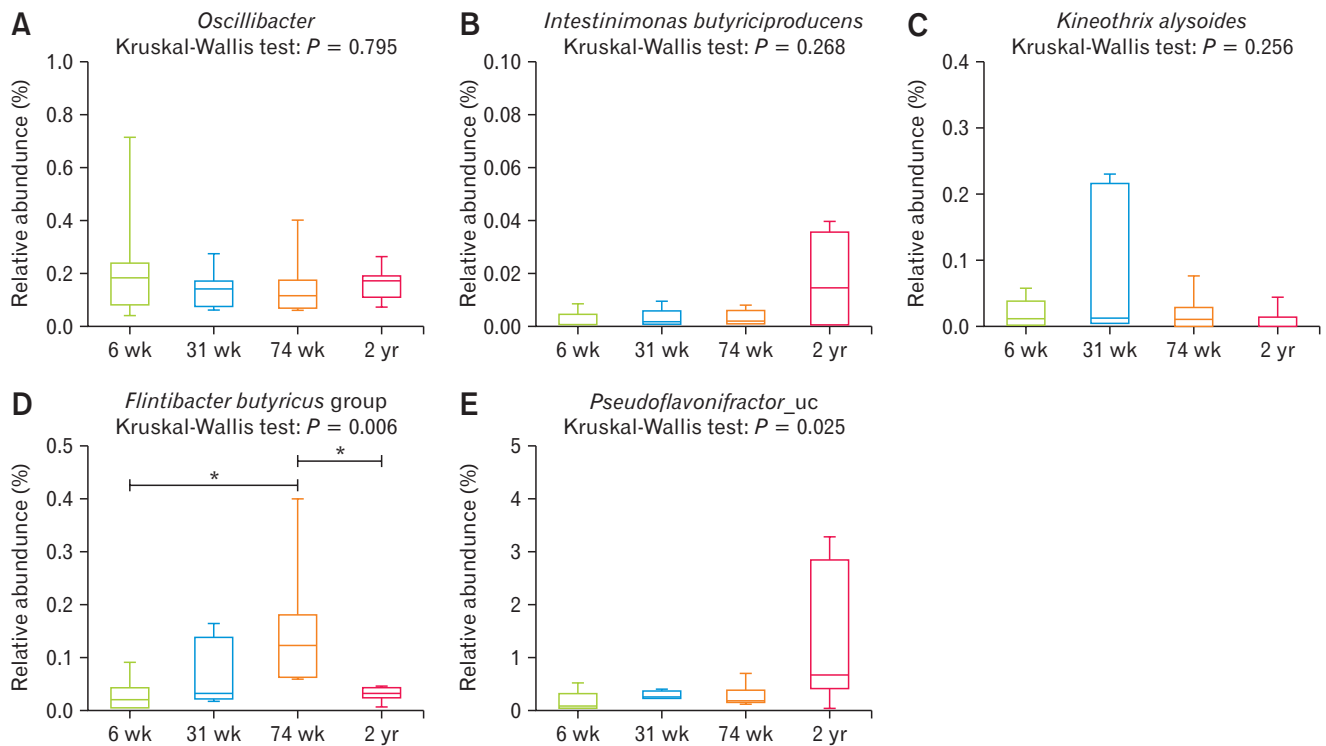 A
Oscillibacter
Kruskal-Wallis test: P = 0.795
Relative abundunce (%)
1.0
0.8
0.6
0.4
0.2
0.0
6 wk 31 wk 74 wk 2 yr
B
Intestinimonas butyriciproducens
Kruskal-Wallis test: P = 0.268
Relative abundunce (%)
0.10
0.08
0.06
0.04
0.02
0.00
6 wk 31 wk 74 wk 2 yr
C
Kineothrix alysoides
Kruskal-Wallis test: P = 0.256
Relative abundunce (%)
0.4
0.3
0.2
0.1
0.0
6 wk 31 wk 74 wk 2 yr
D
Flintibacter butyricus group
Kruskal-Wallis test: P = 0.006
Relative abundunce (%)
0.5
0.4
0.3
0.2
0.1
0.0
*
*
6 wk 31 wk 74 wk 2 yr
E
Pseudoflavonifractor_uc
Kruskal-Wallis test: P = 0.025
Relative abundunce (%)
5
4
3
2
1
0
6 wk 31 wk 74 wk 2 yr